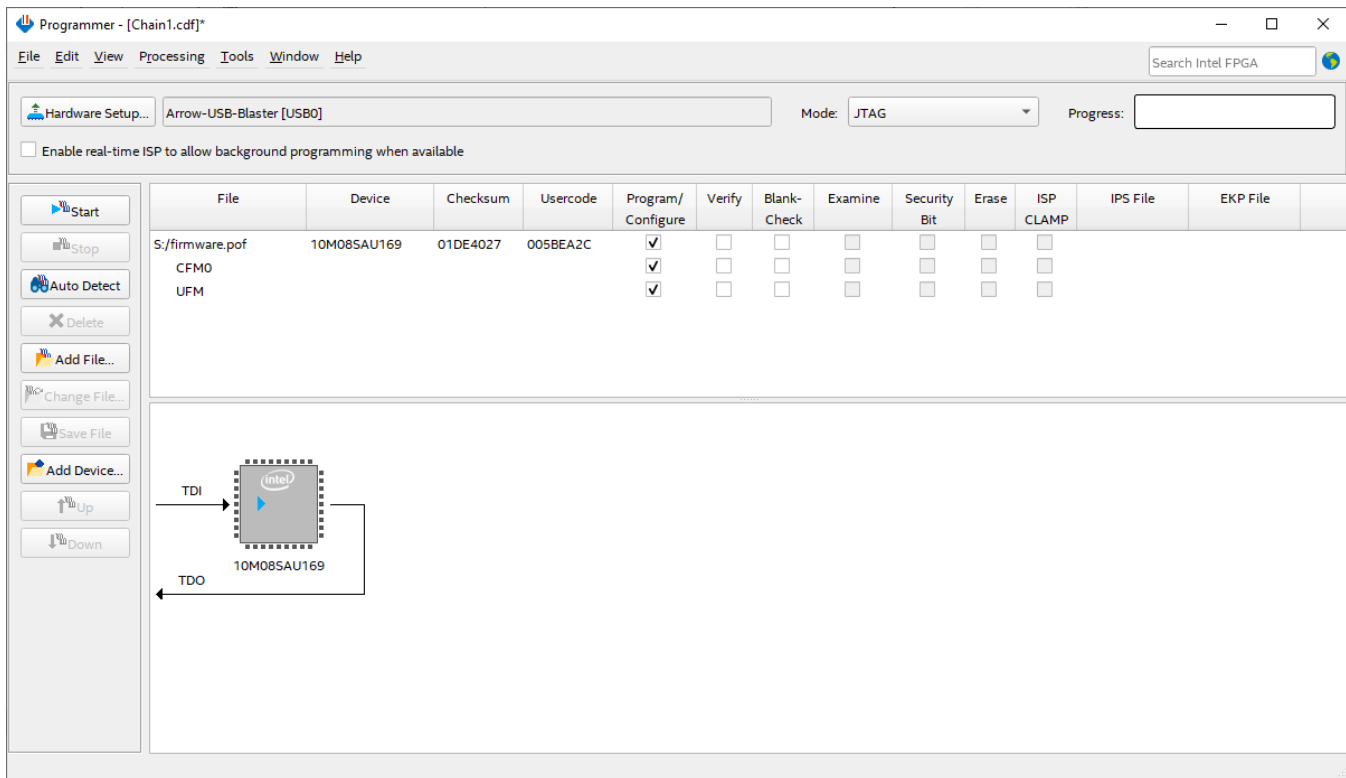 Programmer - [Chain1.cdf]*
File Edit View Processing Tools Window Help
Search Intel FPGA
Hardware Setup... Arrow-USB-Blaster [USB0] Mode: JTAG Progress:
Enable real-time ISP to allow background programming when available
Start
Stop
Auto Detect
Delete
Add File...
Change File...
Save File
Add Device...
Up
Down
File Device Checksum Usercode Program/ Verify Blank- Examine Security Erase ISP IPS File EKP File
Configure Check Bit CLAMP
S:/firmware.pof 10M08SAU169 01DE4027 005BEA2C
CFM0
UFM
intel
TDI
10M08SAU169
TDO